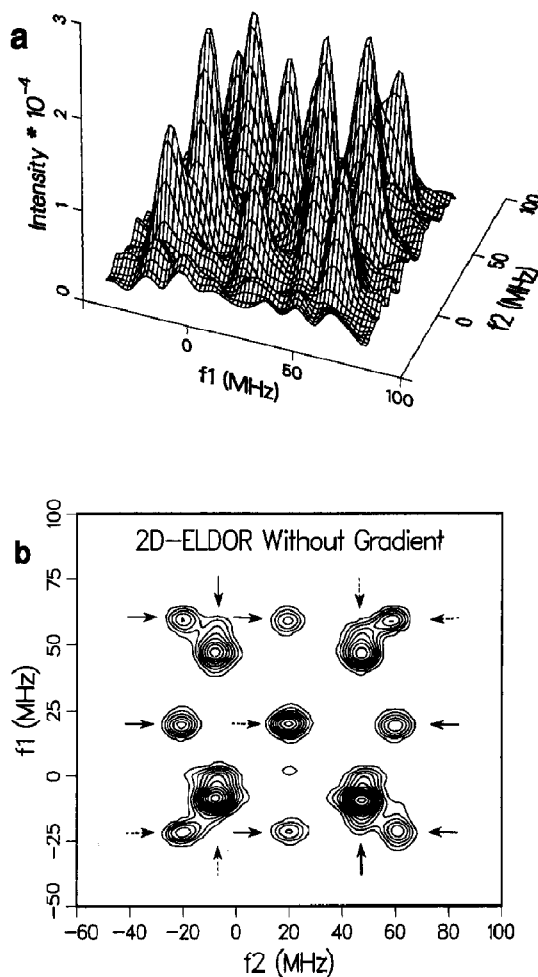 a
Intensity * 10⁻⁴
3
2
1
0
0
50
100
f1 (MHz)
0
50
100
f2 (MHz)
b
2D-ELDOR Without Gradient
f1 (MHz)
100
75
50
25
0
-25
-50
-60 -40 -20 0 20 40 60 80 100
f2 (MHz)